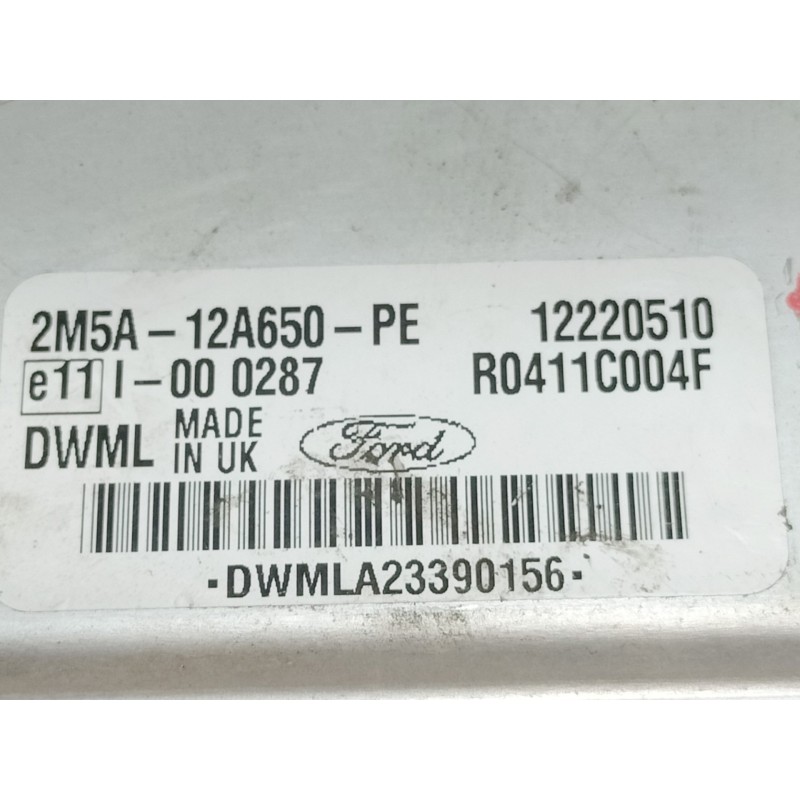 2M5A-12A650-PE 12220510
e11 I-00 0287 R0411C004F
DWML MADE IN UK Ford
-DWMLA23390156-